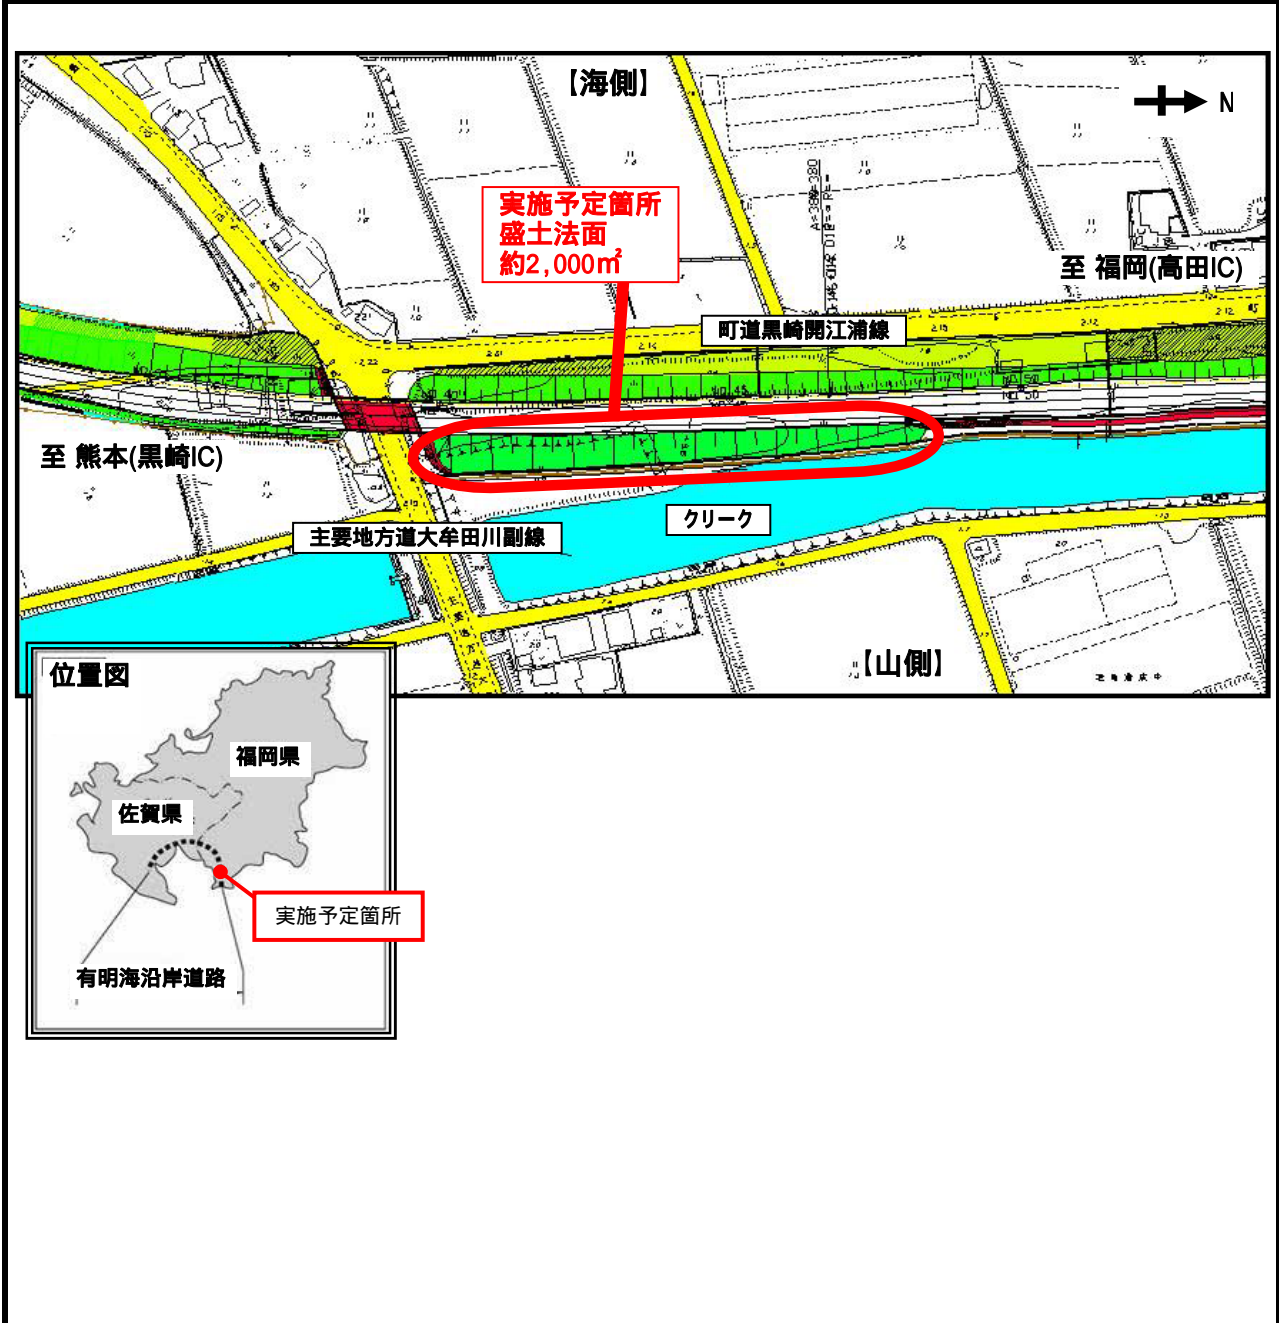 【海側】
N
実施予定箇所
盛土法面
約2,000㎡
至 福岡(高田IC)
町道黒崎開江浦線
至 熊本(黒崎IC)
クリーク
主要地方道大牟田川副線
【山側】
位置図
福岡県
佐賀県
実施予定箇所
有明海沿岸道路